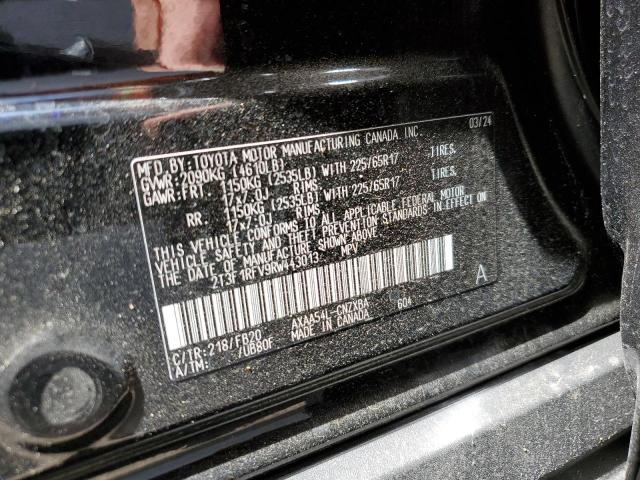 MFD. BY: TOYOTA MOTOR MANUFACTURING CANADA INC. 03/24
GVWR: 2090KG (4610LB)
GAWR: FRT. 1150KG (2535LB) WITH 225/65R17 TIRES.
17x7.0J RIMS.
RR. 1150KG (2535LB) WITH 225/65R17 TIRES.
17x7.0J RIMS
THIS VEHICLE CONFORMS TO ALL APPLICABLE FEDERAL MOTOR
VEHICLE SAFETY AND THEFT PREVENTION STANDARDS IN EFFECT
ON THE DATE OF MANUFACTURE SHOWN ABOVE.
MPV
A
C/TR: 218/FB20 AXAA54L-CNZXBA 604
A/TM: /U680F MADE IN CANADA